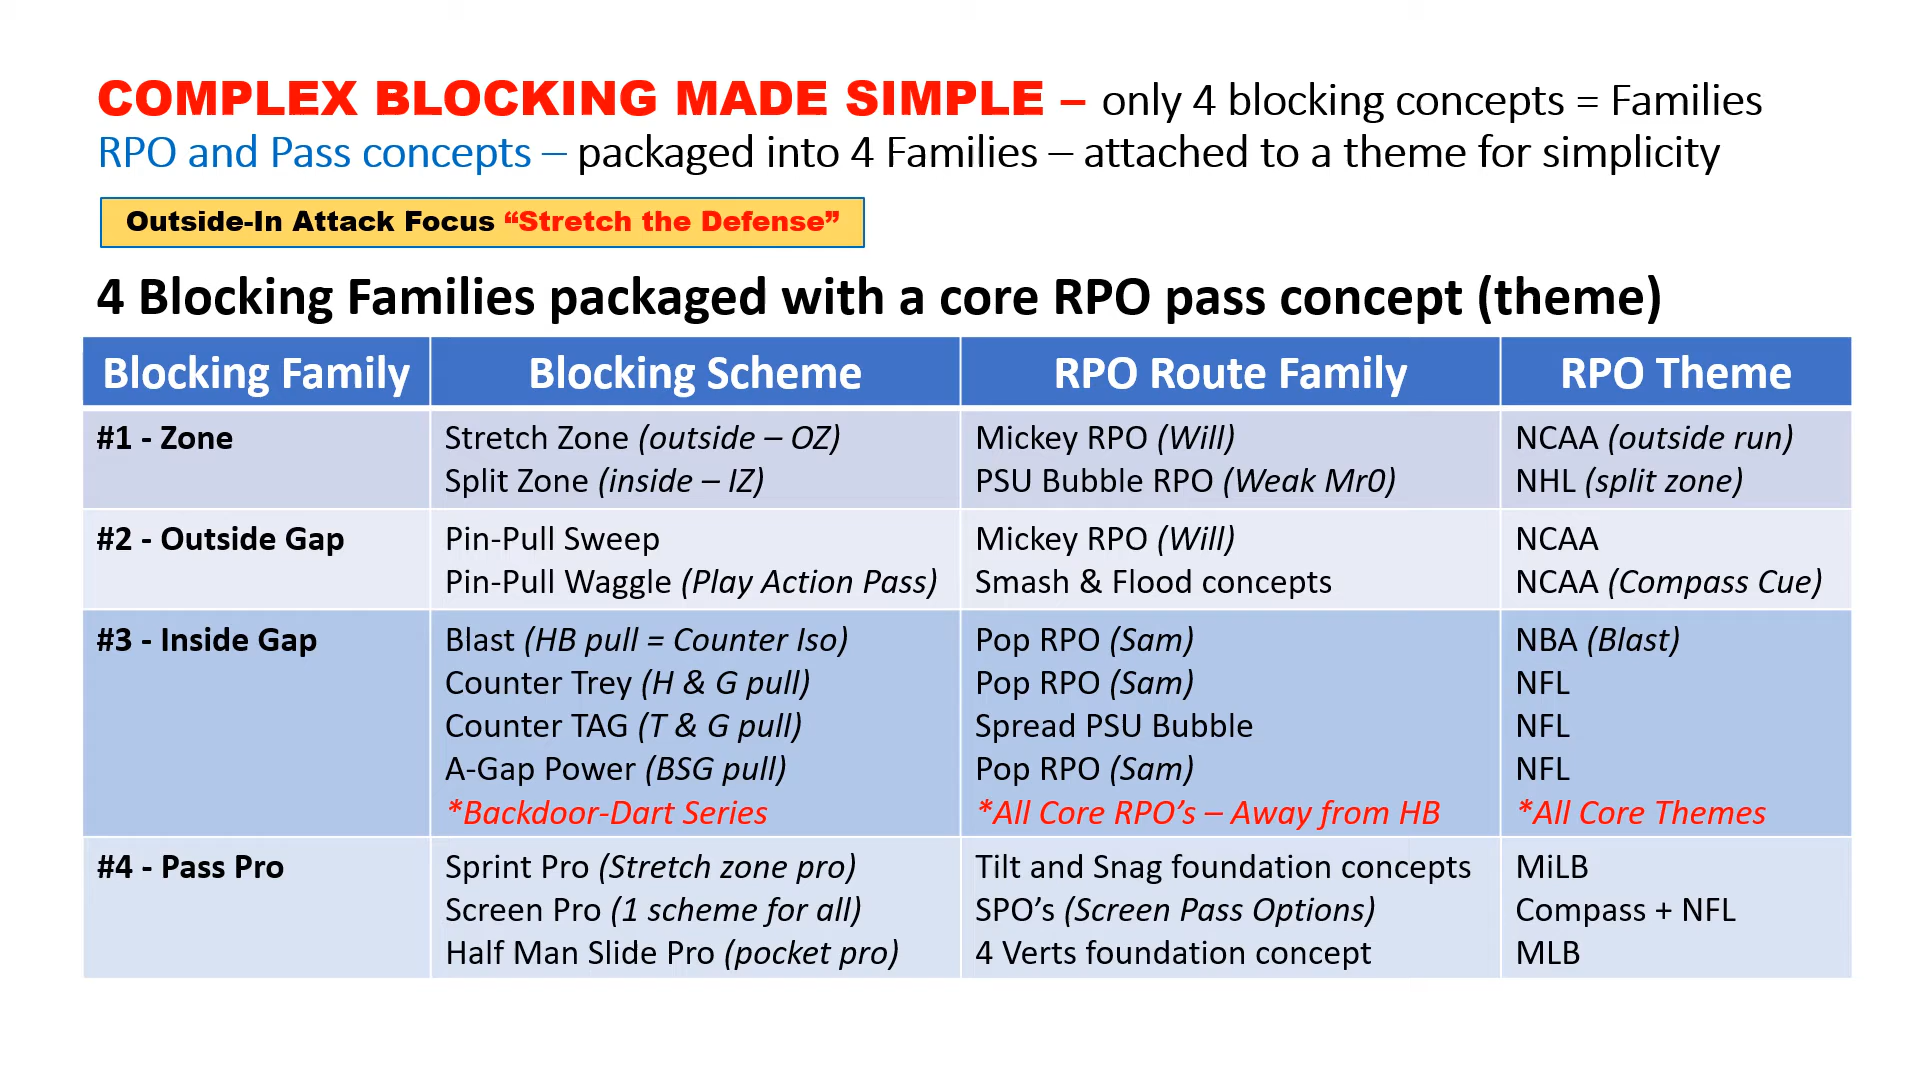 COMPLEX BLOCKING MADE SIMPLE – only 4 blocking concepts = Families
RPO and Pass concepts – packaged into 4 Families – attached to a theme for simplicity
Outside-In Attack Focus “Stretch the Defense”
4 Blocking Families packaged with a core RPO pass concept (theme)
Blocking Family Blocking Scheme RPO Route Family RPO Theme
#1 - Zone Stretch Zone (outside – OZ) Mickey RPO (Will) NCAA (outside run)
Split Zone (inside – IZ) PSU Bubble RPO (Weak Mr0) NHL (split zone)
#2 - Outside Gap Pin-Pull Sweep Mickey RPO (Will) NCAA
Pin-Pull Waggle (Play Action Pass) Smash & Flood concepts NCAA (Compass Cue)
#3 - Inside Gap Blast (HB pull = Counter Iso) Pop RPO (Sam) NBA (Blast)
Counter Trey (H & G pull) Pop RPO (Sam) NFL
Counter TAG (T & G pull) Spread PSU Bubble NFL
A-Gap Power (BSG pull) Pop RPO (Sam) NFL
*Backdoor-Dart Series *All Core RPO’s – Away from HB *All Core Themes
#4 - Pass Pro Sprint Pro (Stretch zone pro) Tilt and Snag foundation concepts MiLB
Screen Pro (1 scheme for all) SPO’s (Screen Pass Options) Compass + NFL
Half Man Slide Pro (pocket pro) 4 Verts foundation concept MLB